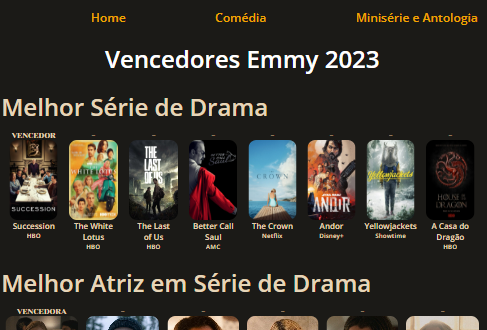 Home Comédia Minisérie e Antologia
Vencedores Emmy 2023
Melhor Série de Drama
VENCEDOR - - - - - - -
SUCCESSION
THE WHITE LOTUS
THE LAST OF US
THE CROWN
ANDOR
Yellowjackets
HOUSE of the DRAGON
Succession The White Lotus The Last of Us Better Call Saul The Crown Andor Yellowjackets A Casa do Dragão
HBO HBO HBO AMC Netflix Disney+ Showtime HBO
Melhor Atriz em Série de Drama
VENCEDORA - - - - -